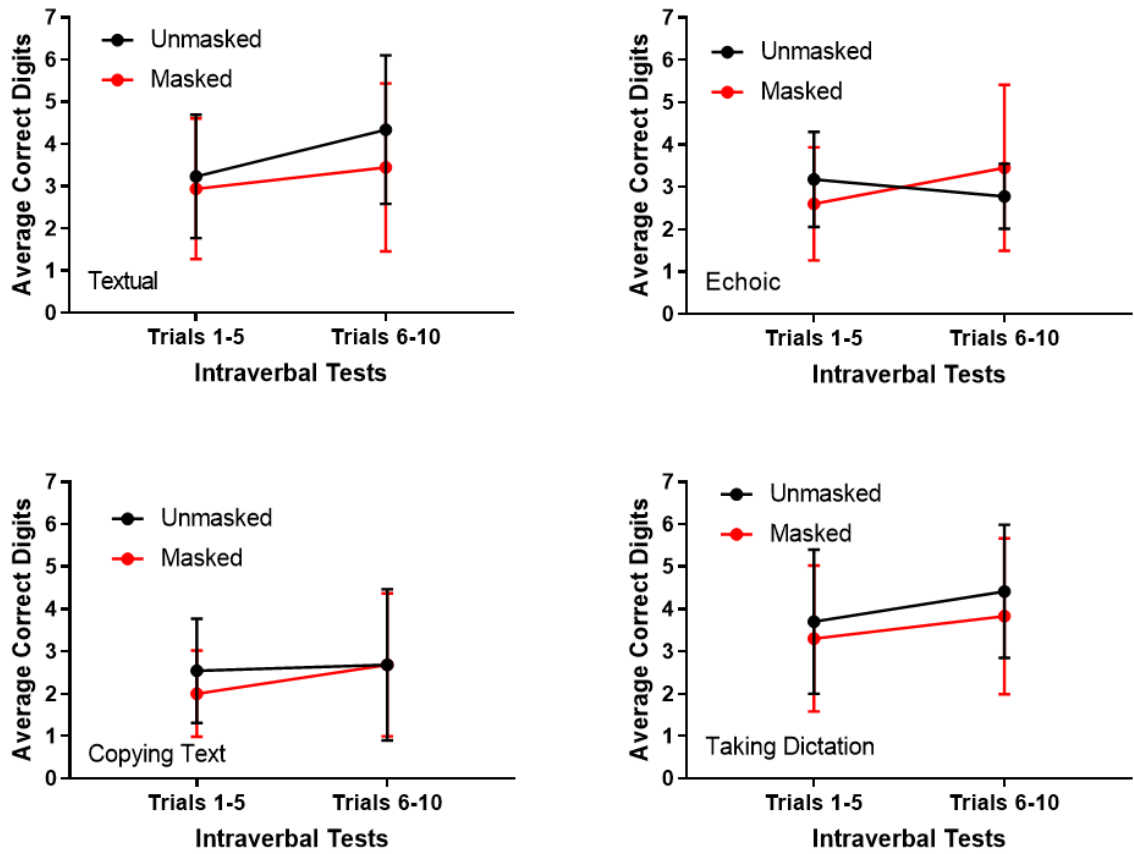 Average Correct Digits
7
6
5
4
3
2
1
0
Unmasked
Masked
Textual
Trials 1-5 Trials 6-10
Intraverbal Tests
Average Correct Digits
7
6
5
4
3
2
1
0
Unmasked
Masked
Echoic
Trials 1-5 Trials 6-10
Intraverbal Tests
Average Correct Digits
7
6
5
4
3
2
1
0
Unmasked
Masked
Copying Text
Trials 1-5 Trials 6-10
Intraverbal Tests
Average Correct Digits
7
6
5
4
3
2
1
0
Unmasked
Masked
Taking Dictation
Trials 1-5 Trials 6-10
Intraverbal Tests